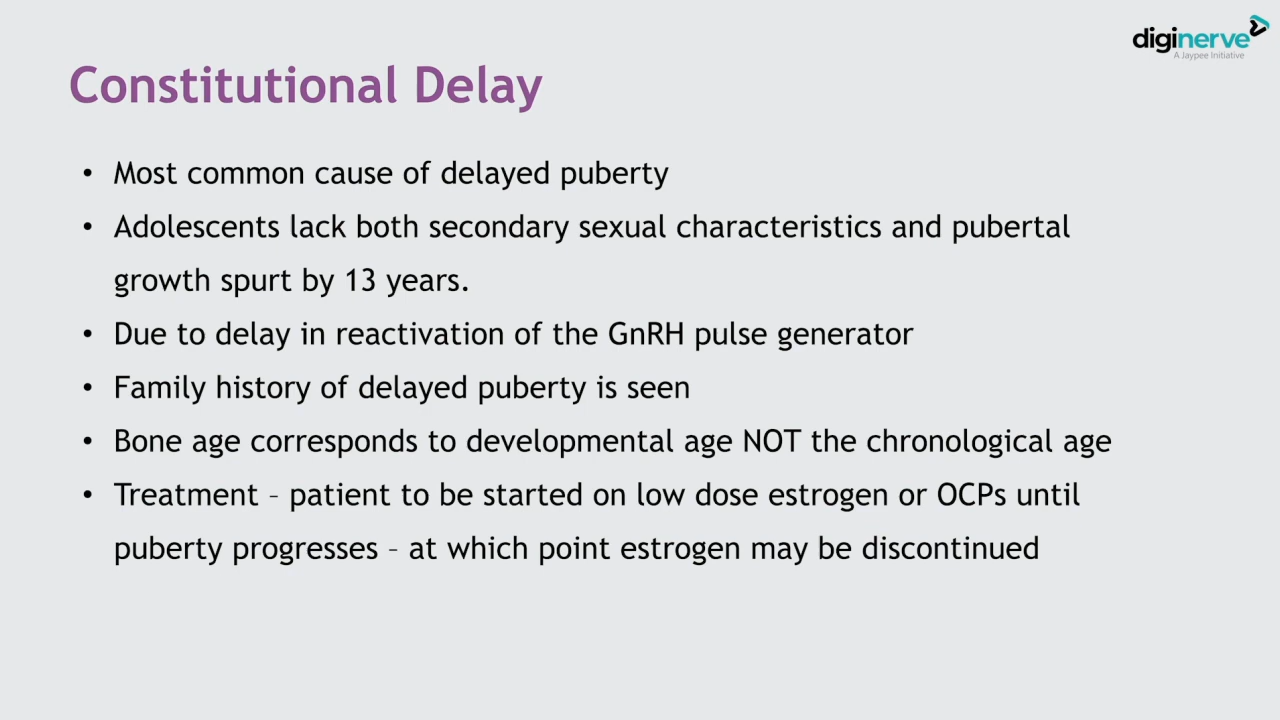 diginerve
A Jaypee Initiative
Constitutional Delay
• Most common cause of delayed puberty
• Adolescents lack both secondary sexual characteristics and pubertal
growth spurt by 13 years.
• Due to delay in reactivation of the GnRH pulse generator
• Family history of delayed puberty is seen
• Bone age corresponds to developmental age NOT the chronological age
• Treatment – patient to be started on low dose estrogen or OCPs until
puberty progresses – at which point estrogen may be discontinued